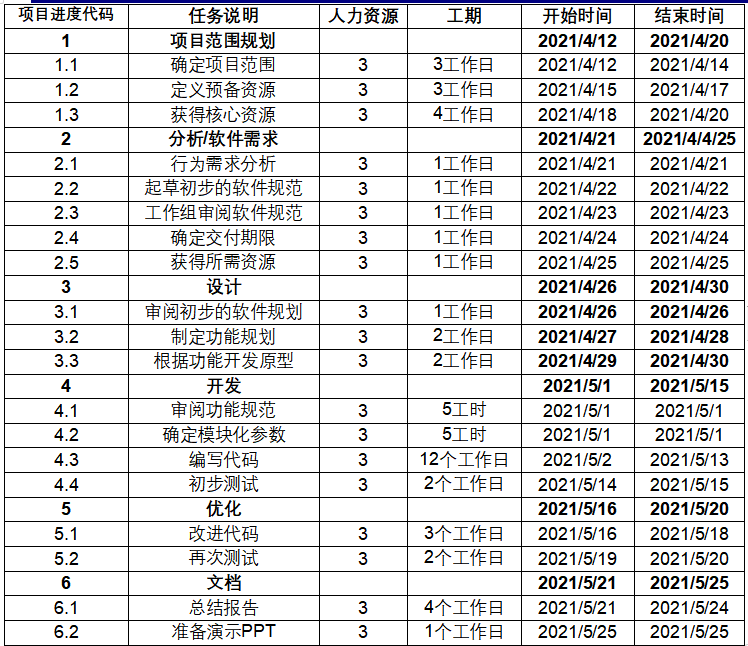 项目进度代码 任务说明 人力资源 工期 开始时间 结束时间
1 项目范围规划 2021/4/12 2021/4/20
1.1 确定项目范围 3 3工作日 2021/4/12 2021/4/14
1.2 定义预备资源 3 3工作日 2021/4/15 2021/4/17
1.3 获得核心资源 3 4工作日 2021/4/18 2021/4/20
2 分析/软件需求 2021/4/21 2021/4/4/25
2.1 行为需求分析 3 1工作日 2021/4/21 2021/4/21
2.2 起草初步的软件规范 3 1工作日 2021/4/22 2021/4/22
2.3 工作组审阅软件规范 3 1工作日 2021/4/23 2021/4/23
2.4 确定交付期限 3 1工作日 2021/4/24 2021/4/24
2.5 获得所需资源 3 1工作日 2021/4/25 2021/4/25
3 设计 2021/4/26 2021/4/30
3.1 审阅初步的软件规划 3 1工作日 2021/4/26 2021/4/26
3.2 制定功能规划 3 2工作日 2021/4/27 2021/4/28
3.3 根据功能开发原型 3 2工作日 2021/4/29 2021/4/30
4 开发 2021/5/1 2021/5/15
4.1 审阅功能规范 3 5工时 2021/5/1 2021/5/1
4.2 确定模块化参数 3 5工时 2021/5/1 2021/5/1
4.3 编写代码 3 12个工作日 2021/5/2 2021/5/13
4.4 初步测试 3 2个工作日 2021/5/14 2021/5/15
5 优化 2021/5/16 2021/5/20
5.1 改进代码 3 3个工作日 2021/5/16 2021/5/18
5.2 再次测试 3 2个工作日 2021/5/19 2021/5/20
6 文档 2021/5/21 2021/5/25
6.1 总结报告 3 4个工作日 2021/5/21 2021/5/24
6.2 准备演示PPT 3 1个工作日 2021/5/25 2021/5/25